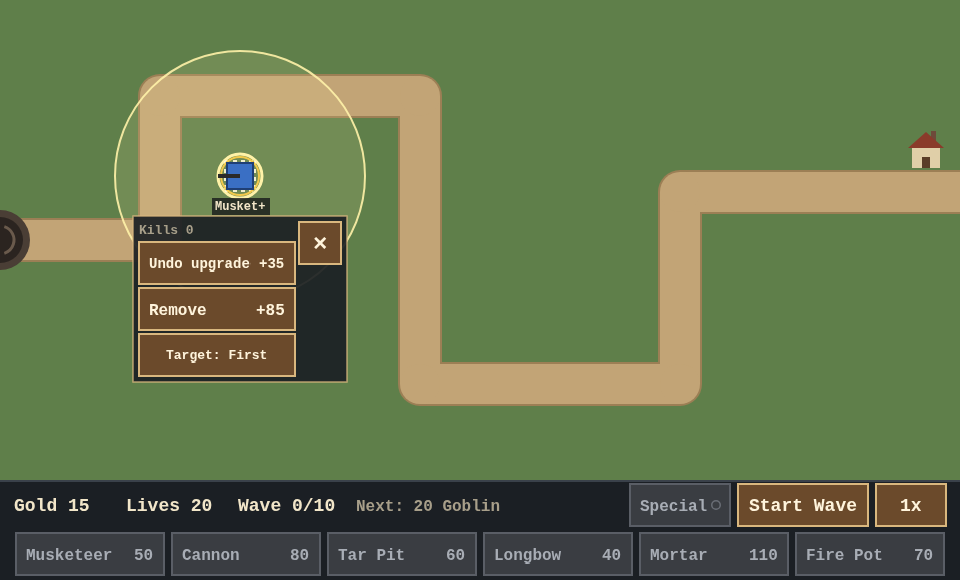 Musket+
Kills 0
×
Undo upgrade +35
Remove +85
Target: First
Gold 15 Lives 20 Wave 0/10 Next: 20 Goblin Special Start Wave 1x
Musketeer 50 Cannon 80 Tar Pit 60 Longbow 40 Mortar 110 Fire Pot 70